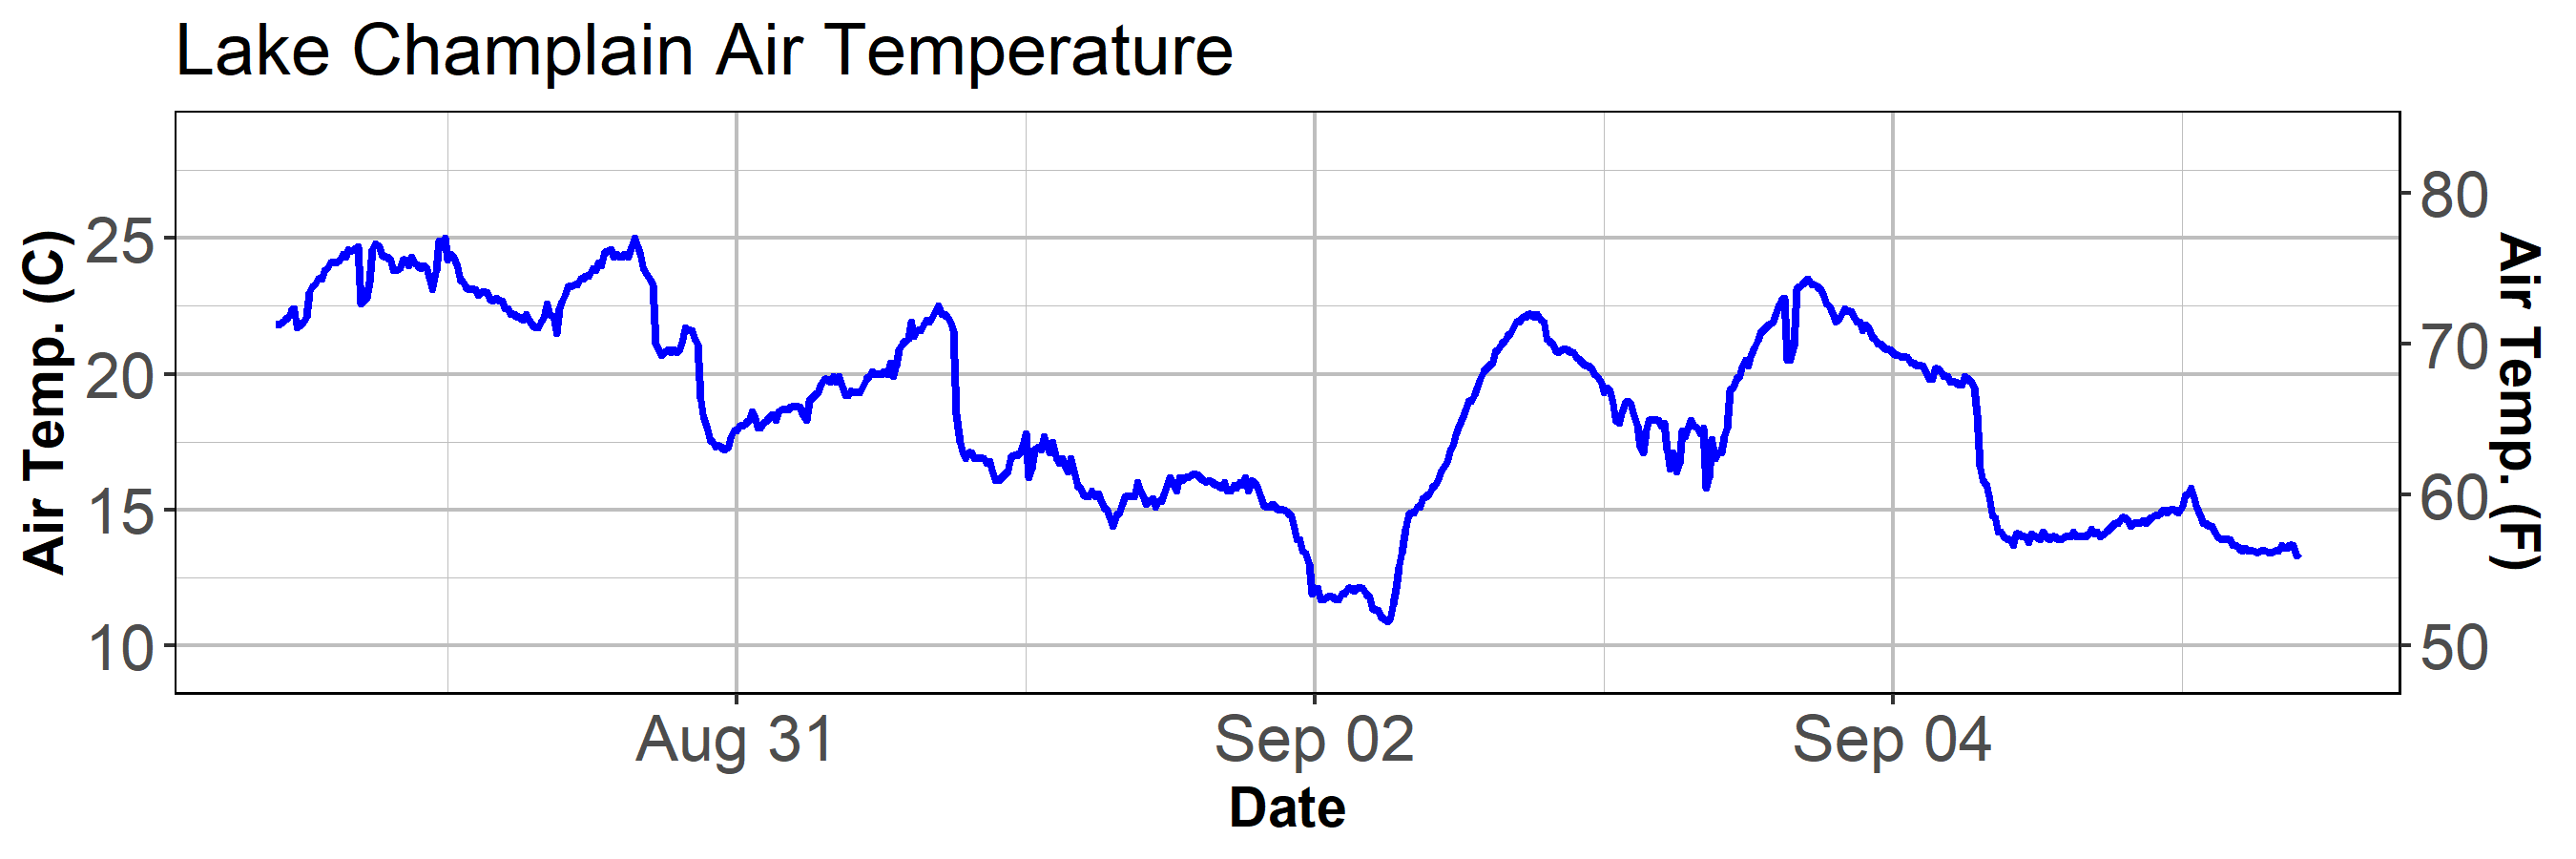 Lake Champlain Air Temperature
Air Temp. (C)
25
20
15
10
80
70
60
50
Air Temp. (F)
Aug 31
Sep 02
Sep 04
Date